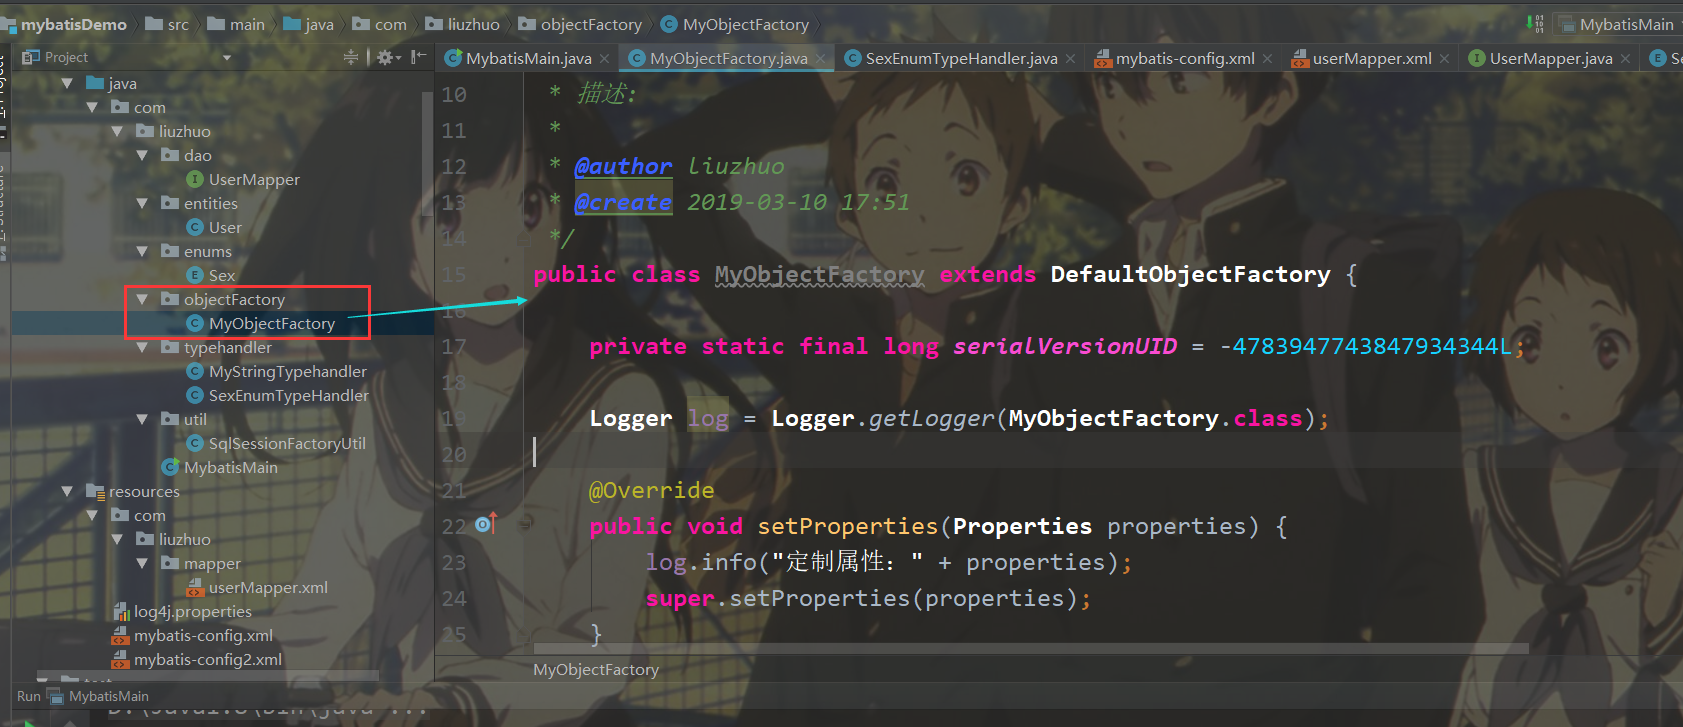 mybatisDemo src main java com liuzhuo objectFactory MyObjectFactory MybatisMain
Project
MybatisMain.java MyObjectFactory.java SexEnumTypeHandler.java mybatis-config.xml userMapper.xml UserMapper.java Se
java
com
liuzhuo
dao
UserMapper
entities
User
enums
Sex
objectFactory
MyObjectFactory
typehandler
MyStringTypehandler
SexEnumTypeHandler
util
SqlSessionFactoryUtil
MybatisMain
resources
com
liuzhuo
mapper
userMapper.xml
log4j.properties
mybatis-config.xml
mybatis-config2.xml
10 * 描述:
11 *
12 * @author liuzhuo
13 * @create 2019-03-10 17:51
14 */
15 public class MyObjectFactory extends DefaultObjectFactory {
16
17 private static final long serialVersionUID = -4783947743847934344L;
18
19 Logger log = Logger.getLogger(MyObjectFactory.class);
20
21 @Override
22 public void setProperties(Properties properties) {
23 log.info("定制属性：" + properties);
24 super.setProperties(properties);
25 }
MyObjectFactory
Run MybatisMain